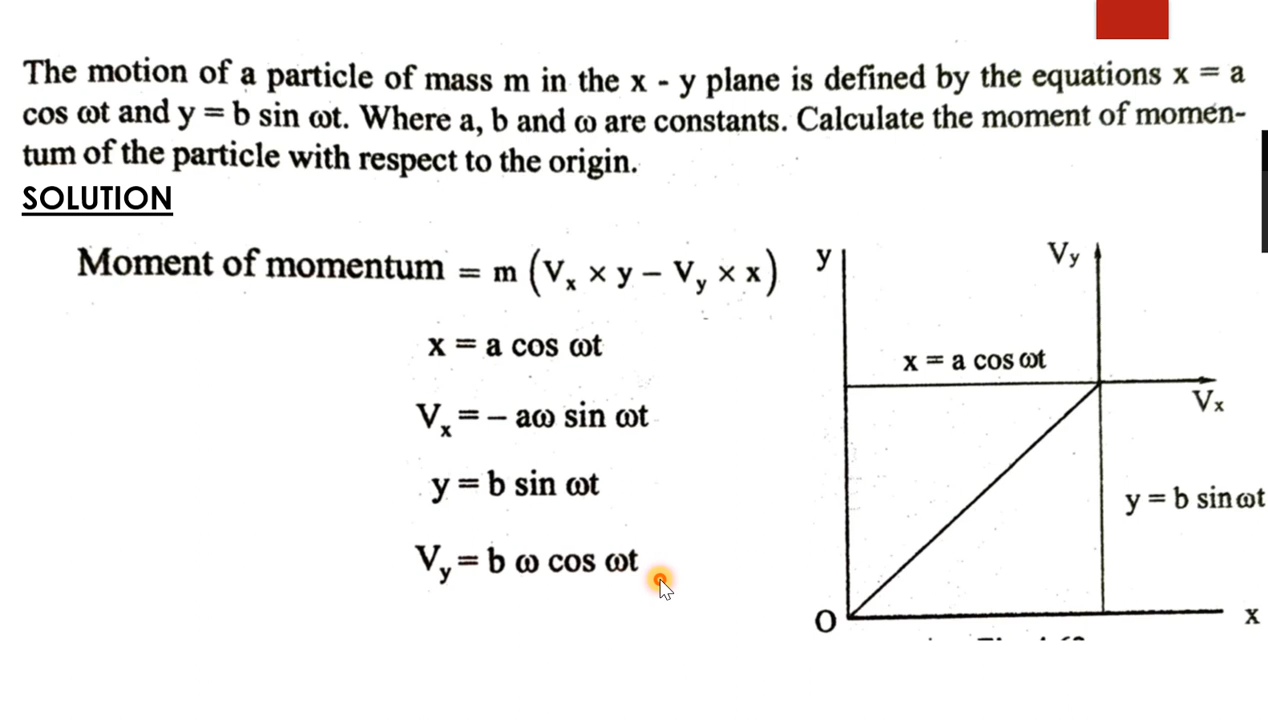 The motion of a particle of mass m in the x - y plane is defined by the equations x = a
cos ωt and y = b sin ωt. Where a, b and ω are constants. Calculate the moment of momen-
tum of the particle with respect to the origin.
SOLUTION
Moment of momentum = m (Vx × y – Vy × x)
x = a cos ωt
Vx = – aω sin ωt
y = b sin ωt
Vy = b ω cos ωt
y
Vy
x = a cos ωt
Vx
y = b sin ωt
O
x